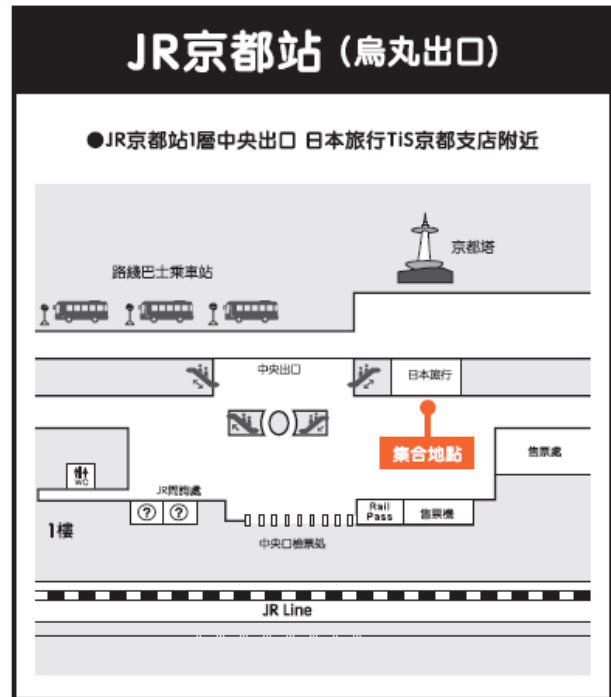 JR京都站（烏丸出口）
●JR京都站1層中央出口 日本旅行TiS京都支店附近
京都塔
路綫巴士乘車站
中央出口
日本旅行
集合地點
售票處
WC
JR問詢處
? ?
Rail Pass
售票機
1樓
中央口檢票処
JR Line